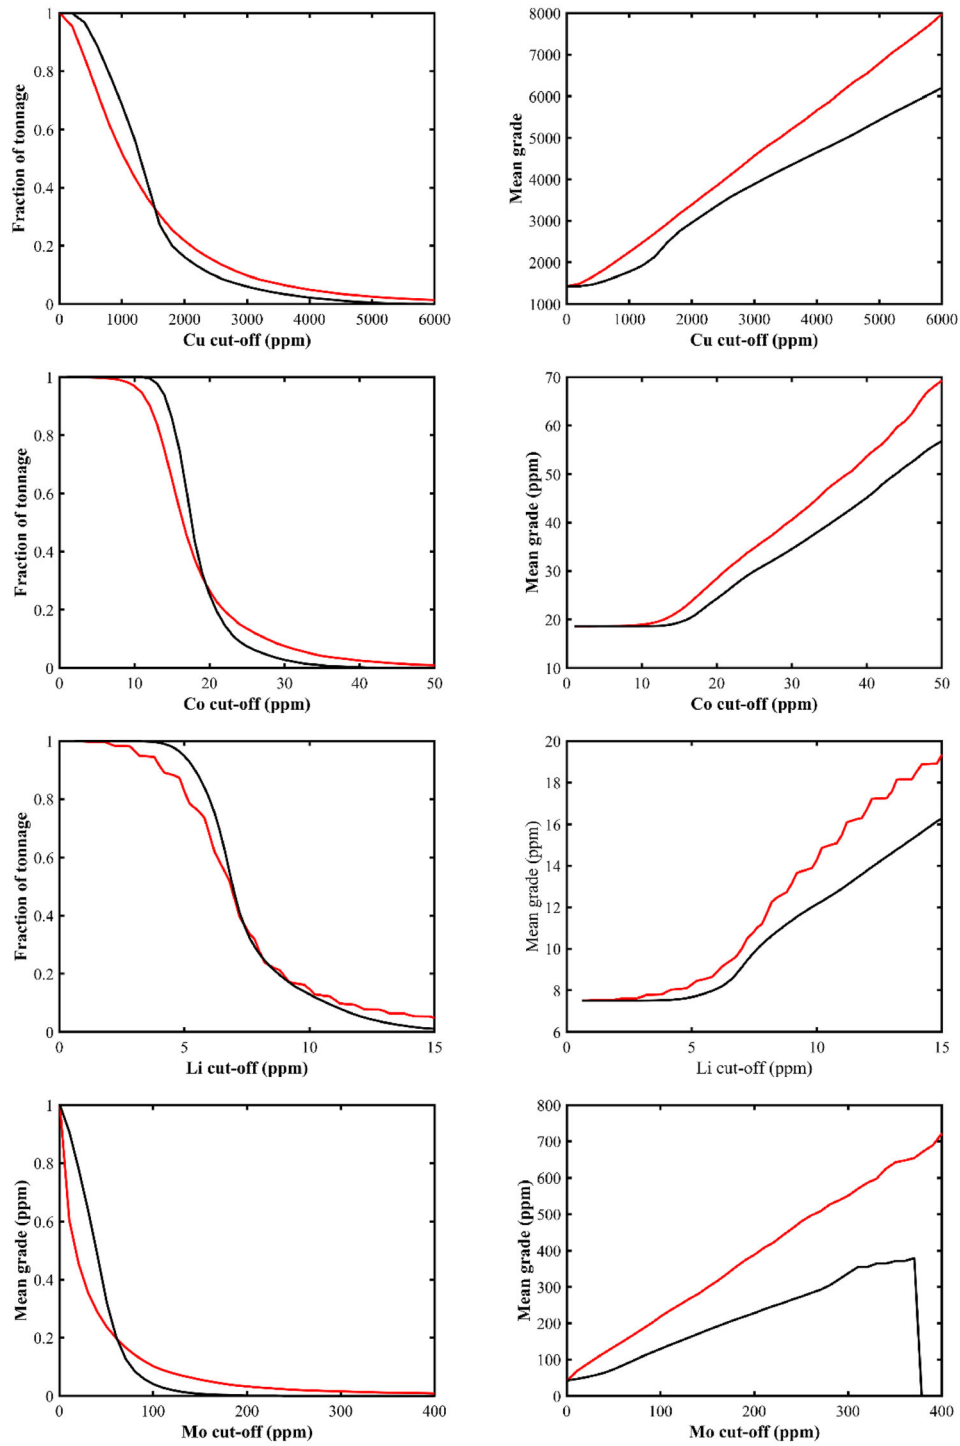 1
0.8
0.6
0.4
0.2
0
Fraction of tonnage
0 1000 2000 3000 4000 5000 6000
Cu cut-off (ppm)
8000
7000
6000
5000
4000
3000
2000
1000
Mean grade
0 1000 2000 3000 4000 5000 6000
Cu cut-off (ppm)
1
0.8
0.6
0.4
0.2
0
Fraction of tonnage
0 10 20 30 40 50
Co cut-off (ppm)
70
60
50
40
30
20
10
Mean grade (ppm)
0 10 20 30 40 50
Co cut-off (ppm)
1
0.8
0.6
0.4
0.2
0
Fraction of tonnage
0 5 10 15
Li cut-off (ppm)
20
18
16
14
12
10
8
6
Mean grade (ppm)
0 5 10 15
Li cut-off (ppm)
1
0.8
0.6
0.4
0.2
0
Mean grade (ppm)
0 100 200 300 400
Mo cut-off (ppm)
800
700
600
500
400
300
200
100
0
Mean grade (ppm)
0 100 200 300 400
Mo cut-off (ppm)